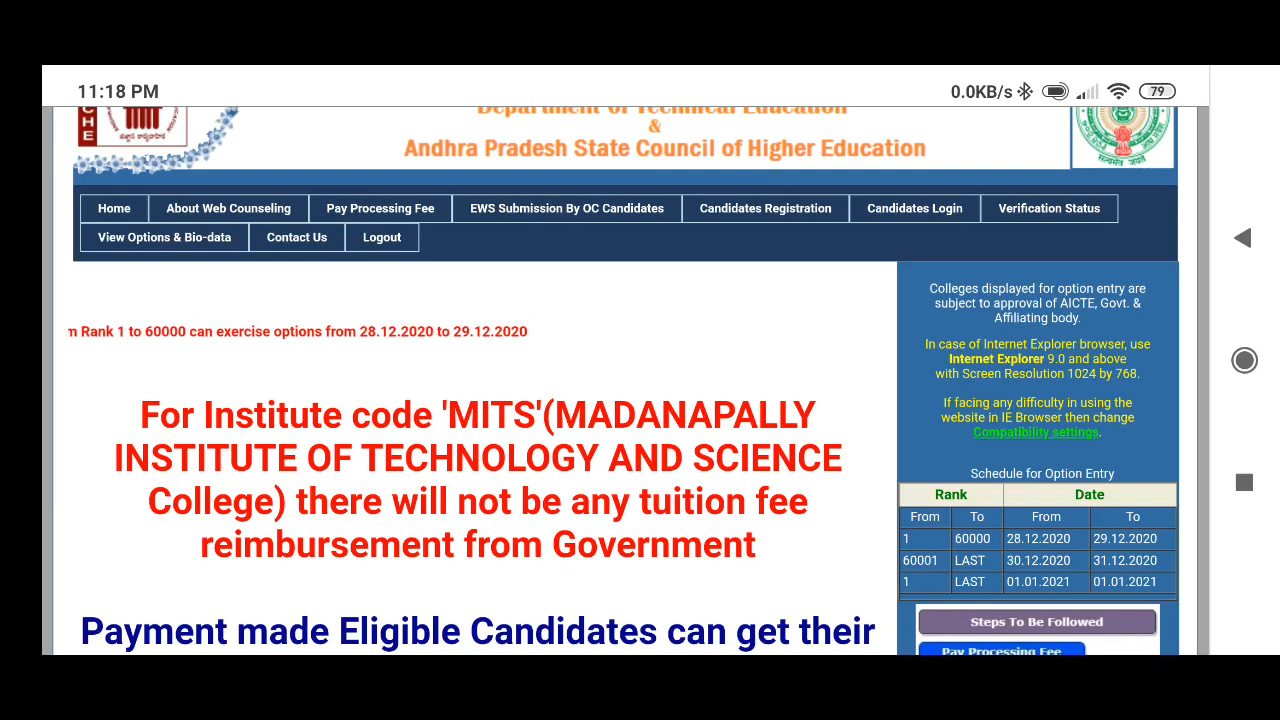 11:18 PM
0.0KB/s
79
CHE
Department of Technical Education
&
Andhra Pradesh State Council of Higher Education
Home
About Web Counseling
Pay Processing Fee
EWS Submission By OC Candidates
Candidates Registration
Candidates Login
Verification Status
View Options & Bio-data
Contact Us
Logout
m Rank 1 to 60000 can exercise options from 28.12.2020 to 29.12.2020
For Institute code 'MITS'(MADANAPALLY
INSTITUTE OF TECHNOLOGY AND SCIENCE
College) there will not be any tuition fee
reimbursement from Government
Payment made Eligible Candidates can get their
Colleges displayed for option entry are
subject to approval of AICTE, Govt. &
Affiliating body.
In case of Internet Explorer browser, use
Internet Explorer 9.0 and above
with Screen Resolution 1024 by 768.
If facing any difficulty in using the
website in IE Browser then change
Compatibility settings.
Schedule for Option Entry
Rank Date
From To From To
1 60000 28.12.2020 29.12.2020
60001 LAST 30.12.2020 31.12.2020
1 LAST 01.01.2021 01.01.2021
Steps To Be Followed
Pay Processing Fee